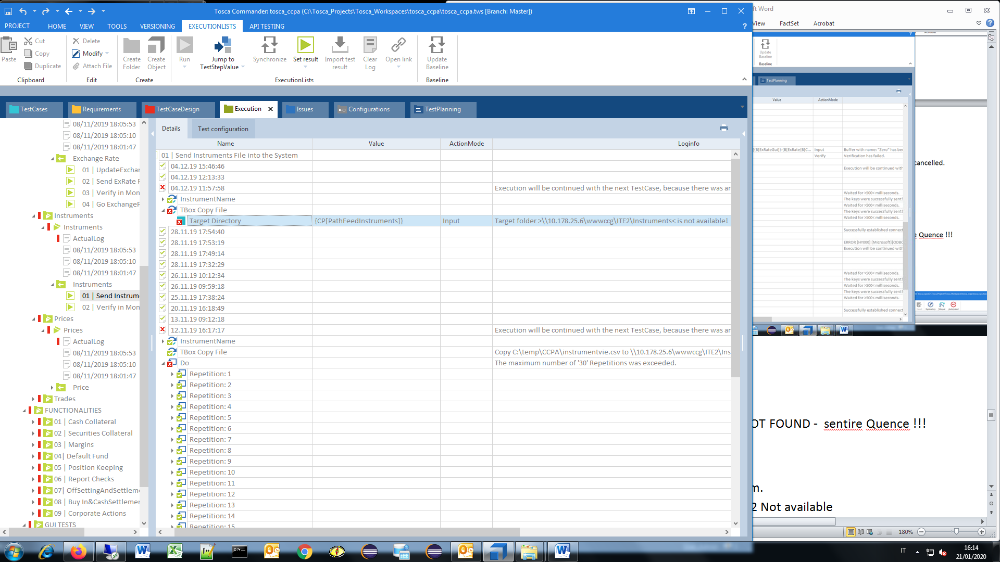 Tosca Commander: tosca_ccpa (C:\Tosca_Projects\Tosca_Workspaces\tosca_ccpa\tosca_ccpa.tws [Branch: Master])
PROJECT HOME VIEW TOOLS VERSIONING EXECUTIONLISTS API TESTING
Paste
Cut
Copy
Duplicate
Clipboard
Delete
Modify
Attach File
Edit
Create Folder
Create Object
Create
Run
Jump to TestStepValue
Synchronize
Set result
Import test result
Clear Log
Open link
ExecutionLists
Update Baseline
Baseline
TestCases Requirements TestCaseDesign Execution Issues Configurations TestPlanning
08/11/2019 18:05:53
08/11/2019 18:05:10
08/11/2019 18:01:47
Exchange Rate
01 | UpdateExchar
02 | Send ExRate F
03 | Verify in Mon
04 | Go ExchangeF
Instruments
Instruments
ActualLog
08/11/2019 18:05:53
08/11/2019 18:05:10
08/11/2019 18:01:47
Instruments
01 | Send Instrum
02 | Verify in Mon
Prices
Prices
ActualLog
08/11/2019 18:05:53
08/11/2019 18:05:10
08/11/2019 18:01:47
Price
Trades
FUNCTIONALITIES
01 | Cash Collateral
02 | Securities Collateral
03 | Margins
04| Default Fund
05 | Position Keeping
06 | Report Checks
07| OffSettingAndSettleme
08 | Buy In&CashSettlemer
09 | Corporate Actions
GUI TESTS
Details Test configuration
Name Value ActionMode Loginfo
01 | Send Instruments File into the System
04.12.19 15:46:46
04.12.19 12:13:33
04.12.19 11:57:58 Execution will be continued with the next TestCase, because there was an
InstrumentName
TBox Copy File
Target Directory {CP[PathFeedInstruments]} Input Target folder >\\10.178.25.6\wwwccg\ITE2\Instruments< is not available!
28.11.19 17:54:40
28.11.19 17:53:19
28.11.19 17:49:14
28.11.19 17:32:29
26.11.19 10:12:34
26.11.19 09:59:18
25.11.19 17:38:24
20.11.19 16:18:49
13.11.19 09:12:18
12.11.19 16:17:17 Execution will be continued with the next TestCase, because there was an
InstrumentName
TBox Copy File Copy C:\temp\CCPA\instrumentvie.csv to \\10.178.25.6\wwwccg\ITE2\Ins
Do The maximum number of '30' Repetitions was exceeded.
Repetition: 1
Repetition: 2
Repetition: 3
Repetition: 4
Repetition: 5
Repetition: 6
Repetition: 7
Repetition: 8
Repetition: 9
Repetition: 10
Repetition: 11
Repetition: 12
Repetition: 13
Repetition: 14
Repetition: 15
ft Word
View FactSet Acrobat
Update Baseline
Baseline
TestPlanning
Value ActionMode
[{B[ExRateGui]}-{B[ExRate{B[C... Input Buffer with name: "Zero" has bee
Verify Verification has failed.
Execution will be continued with
Waited for >500< milliseconds.
The keys were successfully sent!
Waited for >500< milliseconds.
The keys were successfully sent!
Waited for >500< milliseconds.
Successfully established connect
ERROR [HY000] [Microsoft][ODBC
Execution will be continued with
Waited for >500< milliseconds.
The keys were successfully sent!
Waited for >500< milliseconds.
The keys were successfully sent!
Waited for >500< milliseconds.
Successfully established connect
cancelled.
e Quence !!!
OT FOUND - sentire Quence !!!
m.
2 Not available
180%
IT
16:14
21/01/2020